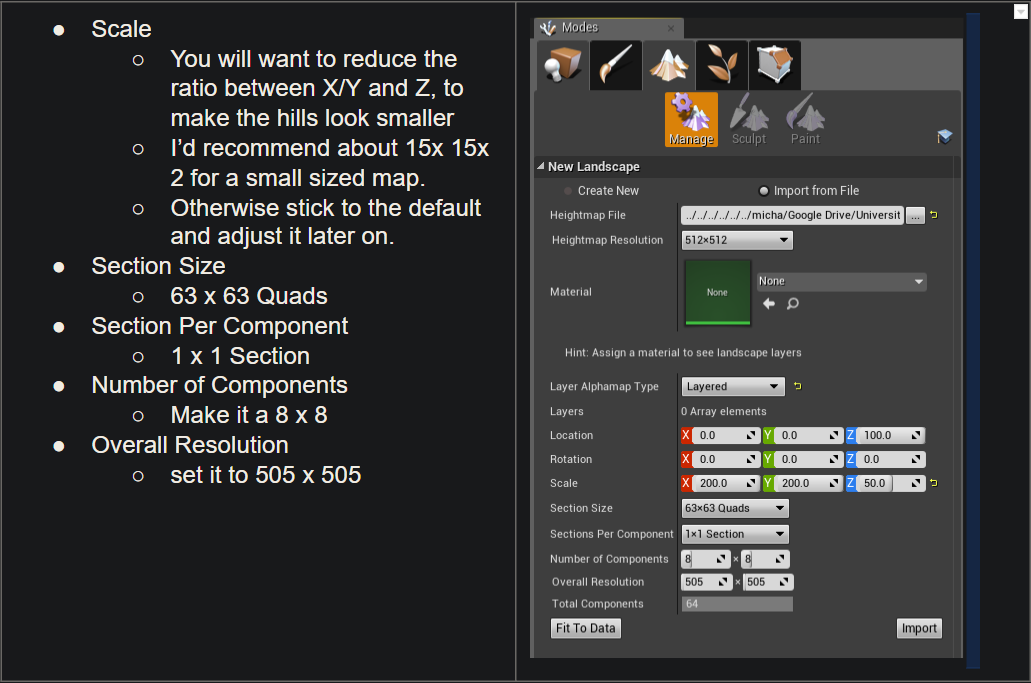 Scale
You will want to reduce the
ratio between X/Y and Z, to
make the hills look smaller
I'd recommend about 15x 15x
2 for a small sized map.
Otherwise stick to the default
and adjust it later on.
Section Size
63 x 63 Quads
Section Per Component
1 x 1 Section
Number of Components
Make it a 8 x 8
Overall Resolution
set it to 505 x 505
Modes
Manage Sculpt Paint
New Landscape
Create New Import from File
Heightmap File ../../../../../../micha/Google Drive/Universit ...
Heightmap Resolution 512×512
Material None None
Hint: Assign a material to see landscape layers
Layer Alphamap Type Layered
Layers 0 Array elements
Location X 0.0 Y 0.0 Z 100.0
Rotation X 0.0 Y 0.0 Z 0.0
Scale X 200.0 Y 200.0 Z 50.0
Section Size 63×63 Quads
Sections Per Component 1×1 Section
Number of Components 8 × 8
Overall Resolution 505 × 505
Total Components 64
Fit To Data Import